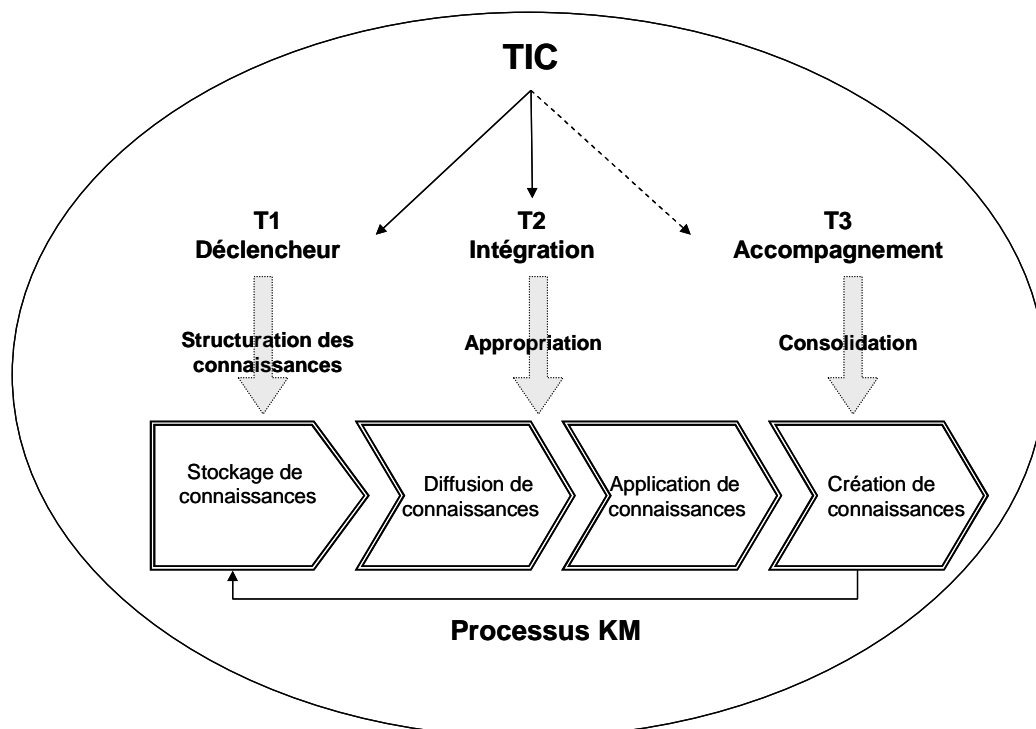 TIC
T1
Déclencheur
T2
Intégration
T3
Accompagnement
Structuration des
connaissances
Appropriation
Consolidation
Stockage de
connaissances
Diffusion de
connaissances
Application de
connaissances
Création de
connaissances
Processus KM